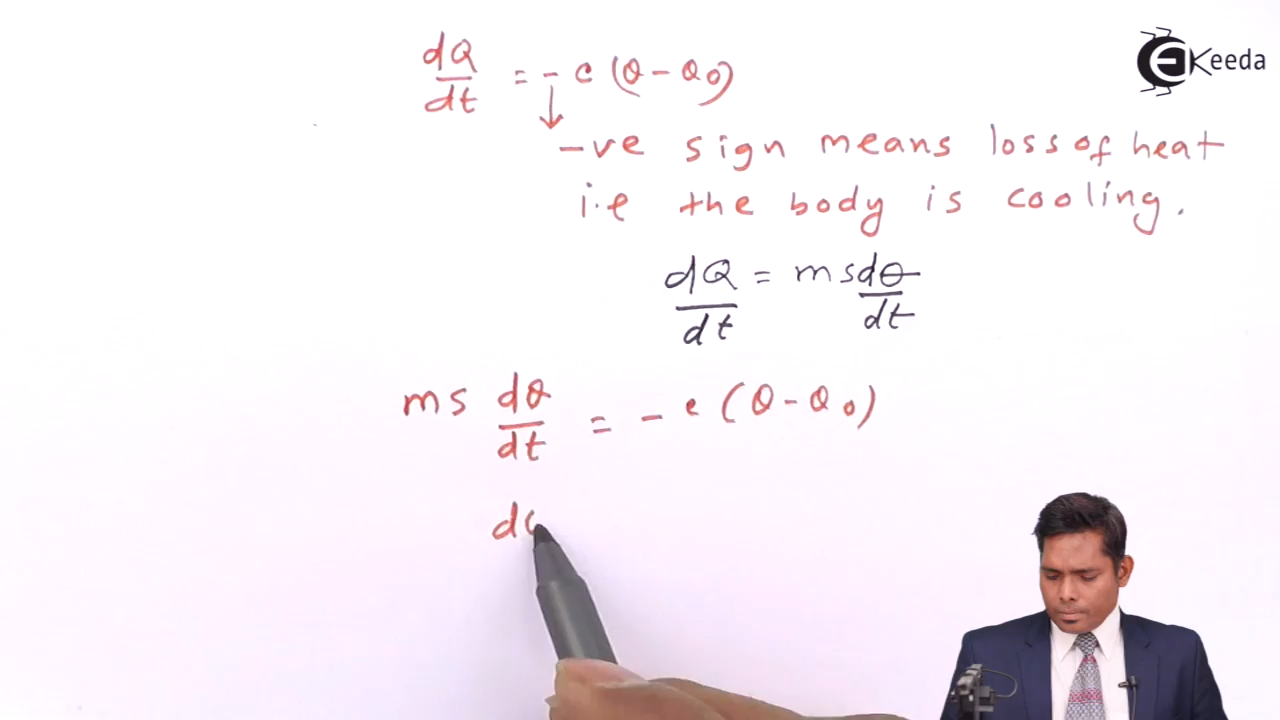 Keeda
dQ/dt = - c (θ - θ0)
-ve sign means loss of heat
i.e the body is cooling.
dQ/dt = ms dθ/dt
ms dθ/dt = - c (θ - θ0)
d